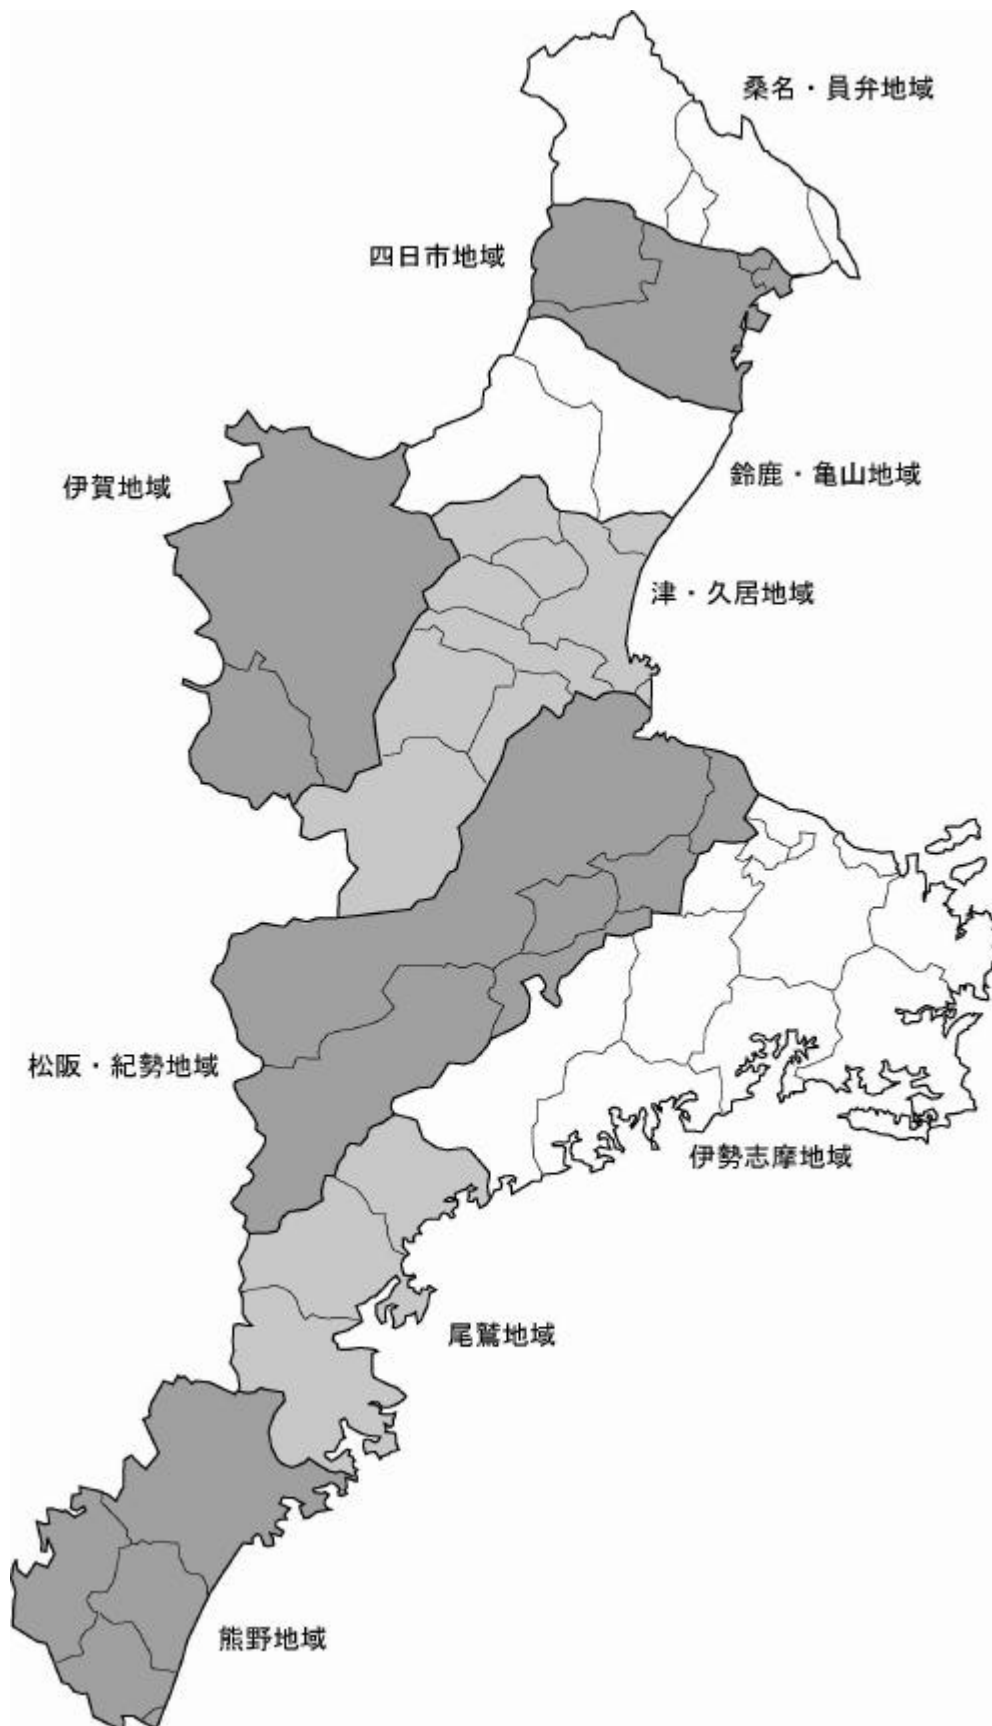 桑名・員弁地域
四日市地域
鈴鹿・亀山地域
伊賀地域
津・久居地域
松阪・紀勢地域
伊勢志摩地域
尾鷲地域
熊野地域